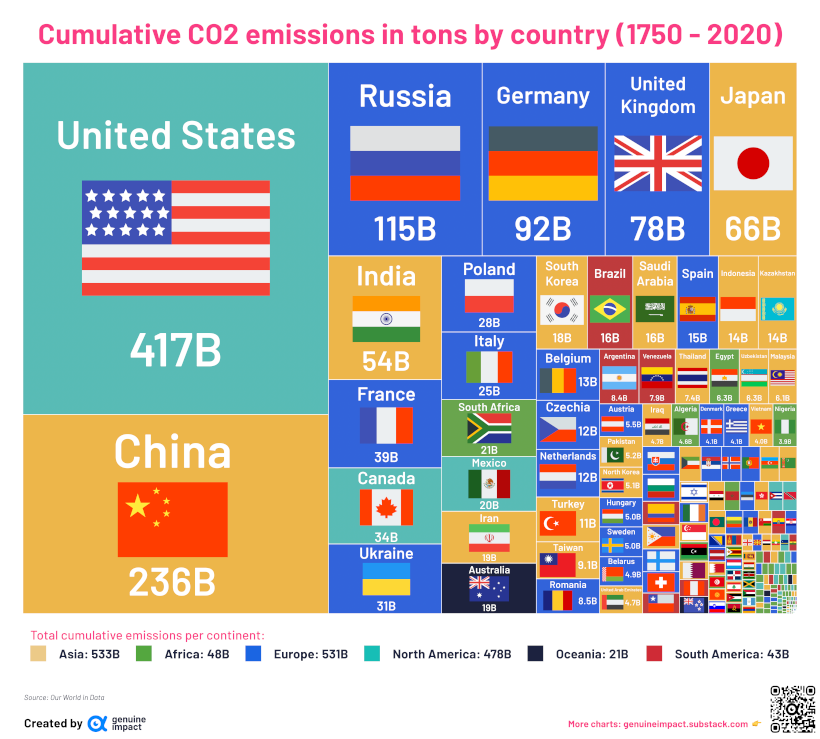 Cumulative CO2 emissions in tons by country (1750 - 2020)
United States
417B
China
236B
Russia
115B
Germany
92B
United
Kingdom
78B
Japan
66B
India
54B
France
39B
Canada
34B
Ukraine
31B
Poland
28B
Italy
25B
South Africa
21B
Mexico
20B
Iran
19B
Australia
19B
South
Korea
18B
Brazil
16B
Saudi
Arabia
16B
Spain
15B
Indonesia
14B
Kazakhstan
14B
Belgium
13B
Czechia
12B
Netherlands
12B
Turkey
11B
Taiwan
9.1B
Romania
8.5B
Argentina
8.4B
Venezuela
7.9B
Thailand
7.4B
Egypt
6.3B
Uzbekistan
6.3B
Malaysia
6.1B
Austria
5.5B
Pakistan
5.2B
North Korea
5.1B
Hungary
5.0B
Sweden
5.0B
Belarus
4.9B
United Arab Emirates
4.7B
Iraq
4.7B
Algeria
4.6B
Denmark
4.1B
Greece
4.1B
Vietnam
4.0B
Nigeria
3.9B
Total cumulative emissions per continent:
Asia: 533B
Africa: 48B
Europe: 531B
North America: 478B
Oceania: 21B
South America: 43B
Source: Our World in Data
Created by
genuine
impact
More charts: genuineimpact.substack.com 👉